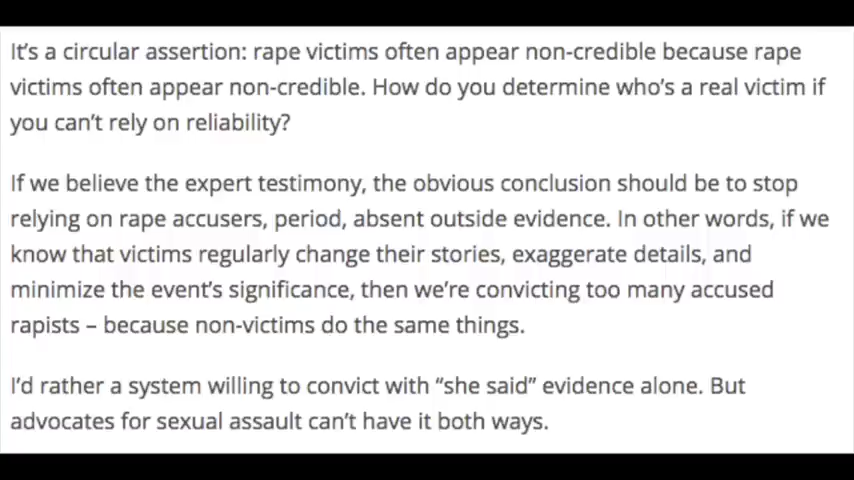 It's a circular assertion: rape victims often appear non-credible because rape
victims often appear non-credible. How do you determine who's a real victim if
you can't rely on reliability?
If we believe the expert testimony, the obvious conclusion should be to stop
relying on rape accusers, period, absent outside evidence. In other words, if we
know that victims regularly change their stories, exaggerate details, and
minimize the event's significance, then we're convicting too many accused
rapists – because non-victims do the same things.
I'd rather a system willing to convict with “she said” evidence alone. But
advocates for sexual assault can't have it both ways.